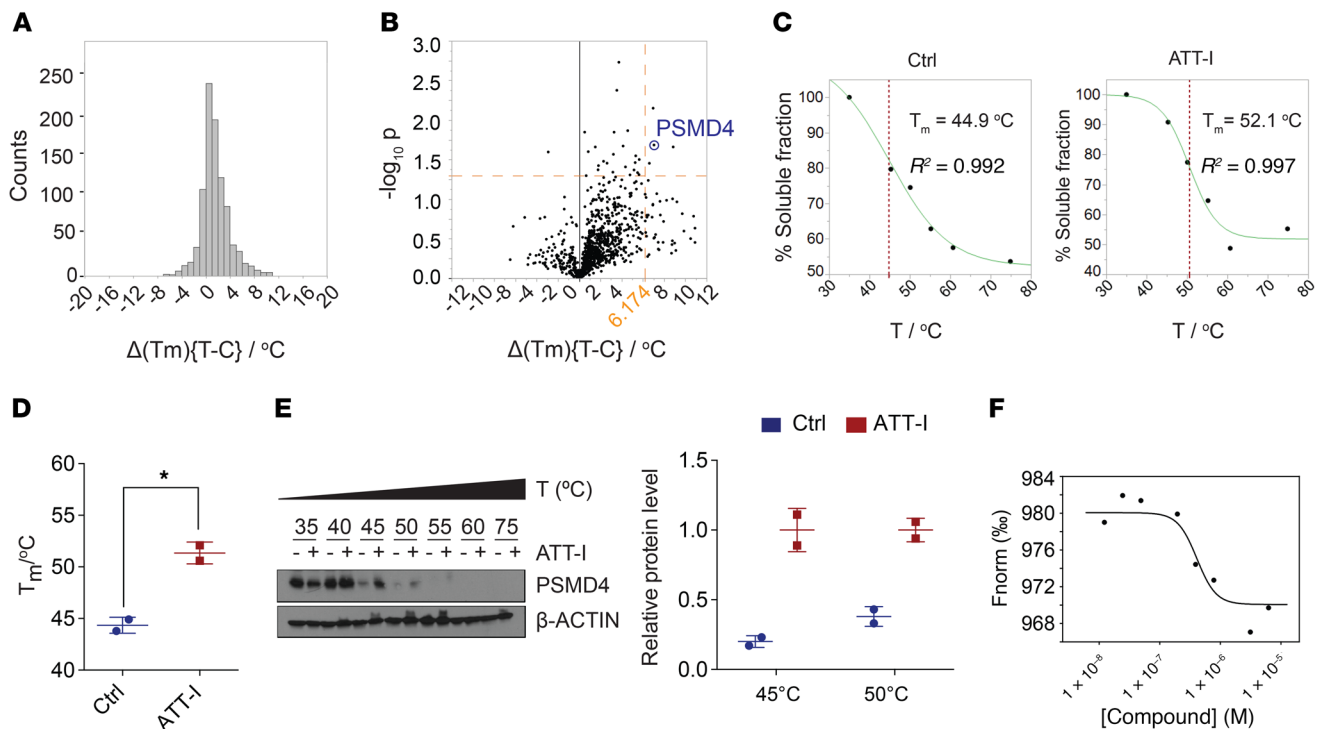 A
Counts
250
200
150
100
50
0
-20
-12
-4
0
4
12
20
Δ(Tm){T-C} / °C
B
-log₁₀ p
3.0
2.5
2.0
1.5
1.0
0.5
0.0
PSMD4
-12
-10
-8
-6
-4
-2
0
2
4
6.174
8
10
12
Δ(Tm){T-C} / °C
C
Ctrl
% Soluble fraction
100
90
80
70
60
50
Tₘ = 44.9 °C
R² = 0.992
30
40
50
60
70
80
T / °C
ATT-I
% Soluble fraction
100
90
80
70
60
50
40
Tₘ = 52.1 °C
R² = 0.997
30
40
50
60
70
80
T / °C
D
Tₘ/°C
60
55
50
45
40
*
Ctrl
ATT-I
E
T (ºC)
35 40 45 50 55 60 75
- + - + - + - + - + - + - + ATT-I
PSMD4
β-ACTIN
Ctrl ATT-I
Relative protein level
1.5
1.0
0.5
0.0
45°C 50°C
F
Fnorm (‰)
984
980
976
972
968
1 × 10⁻⁸
1 × 10⁻⁷
1 × 10⁻⁶
1 × 10⁻⁵
[Compound] (M)